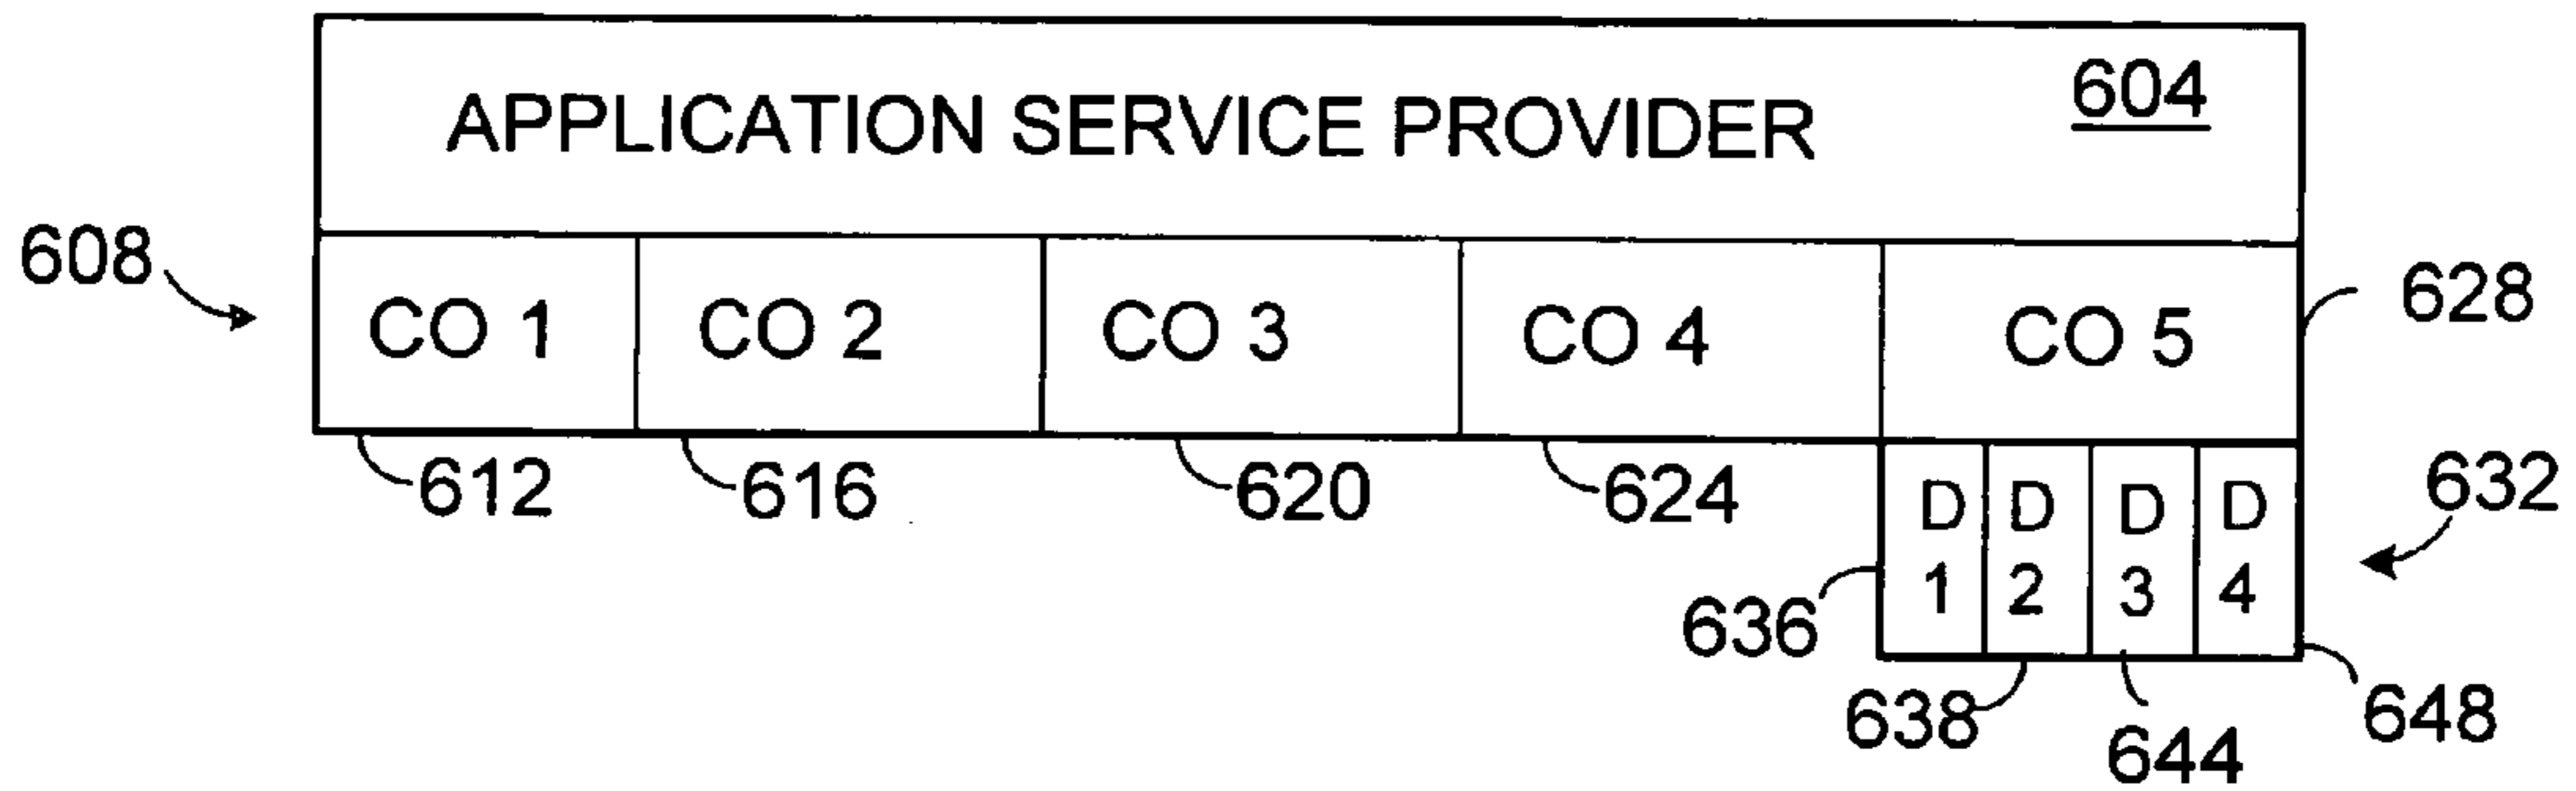 604
APPLICATION SERVICE PROVIDER
608
CO 1 CO 2 CO 3 CO 4 CO 5
628
612 616 620 624
632
D 1 D 2 D 3 D 4
636
638
644
648